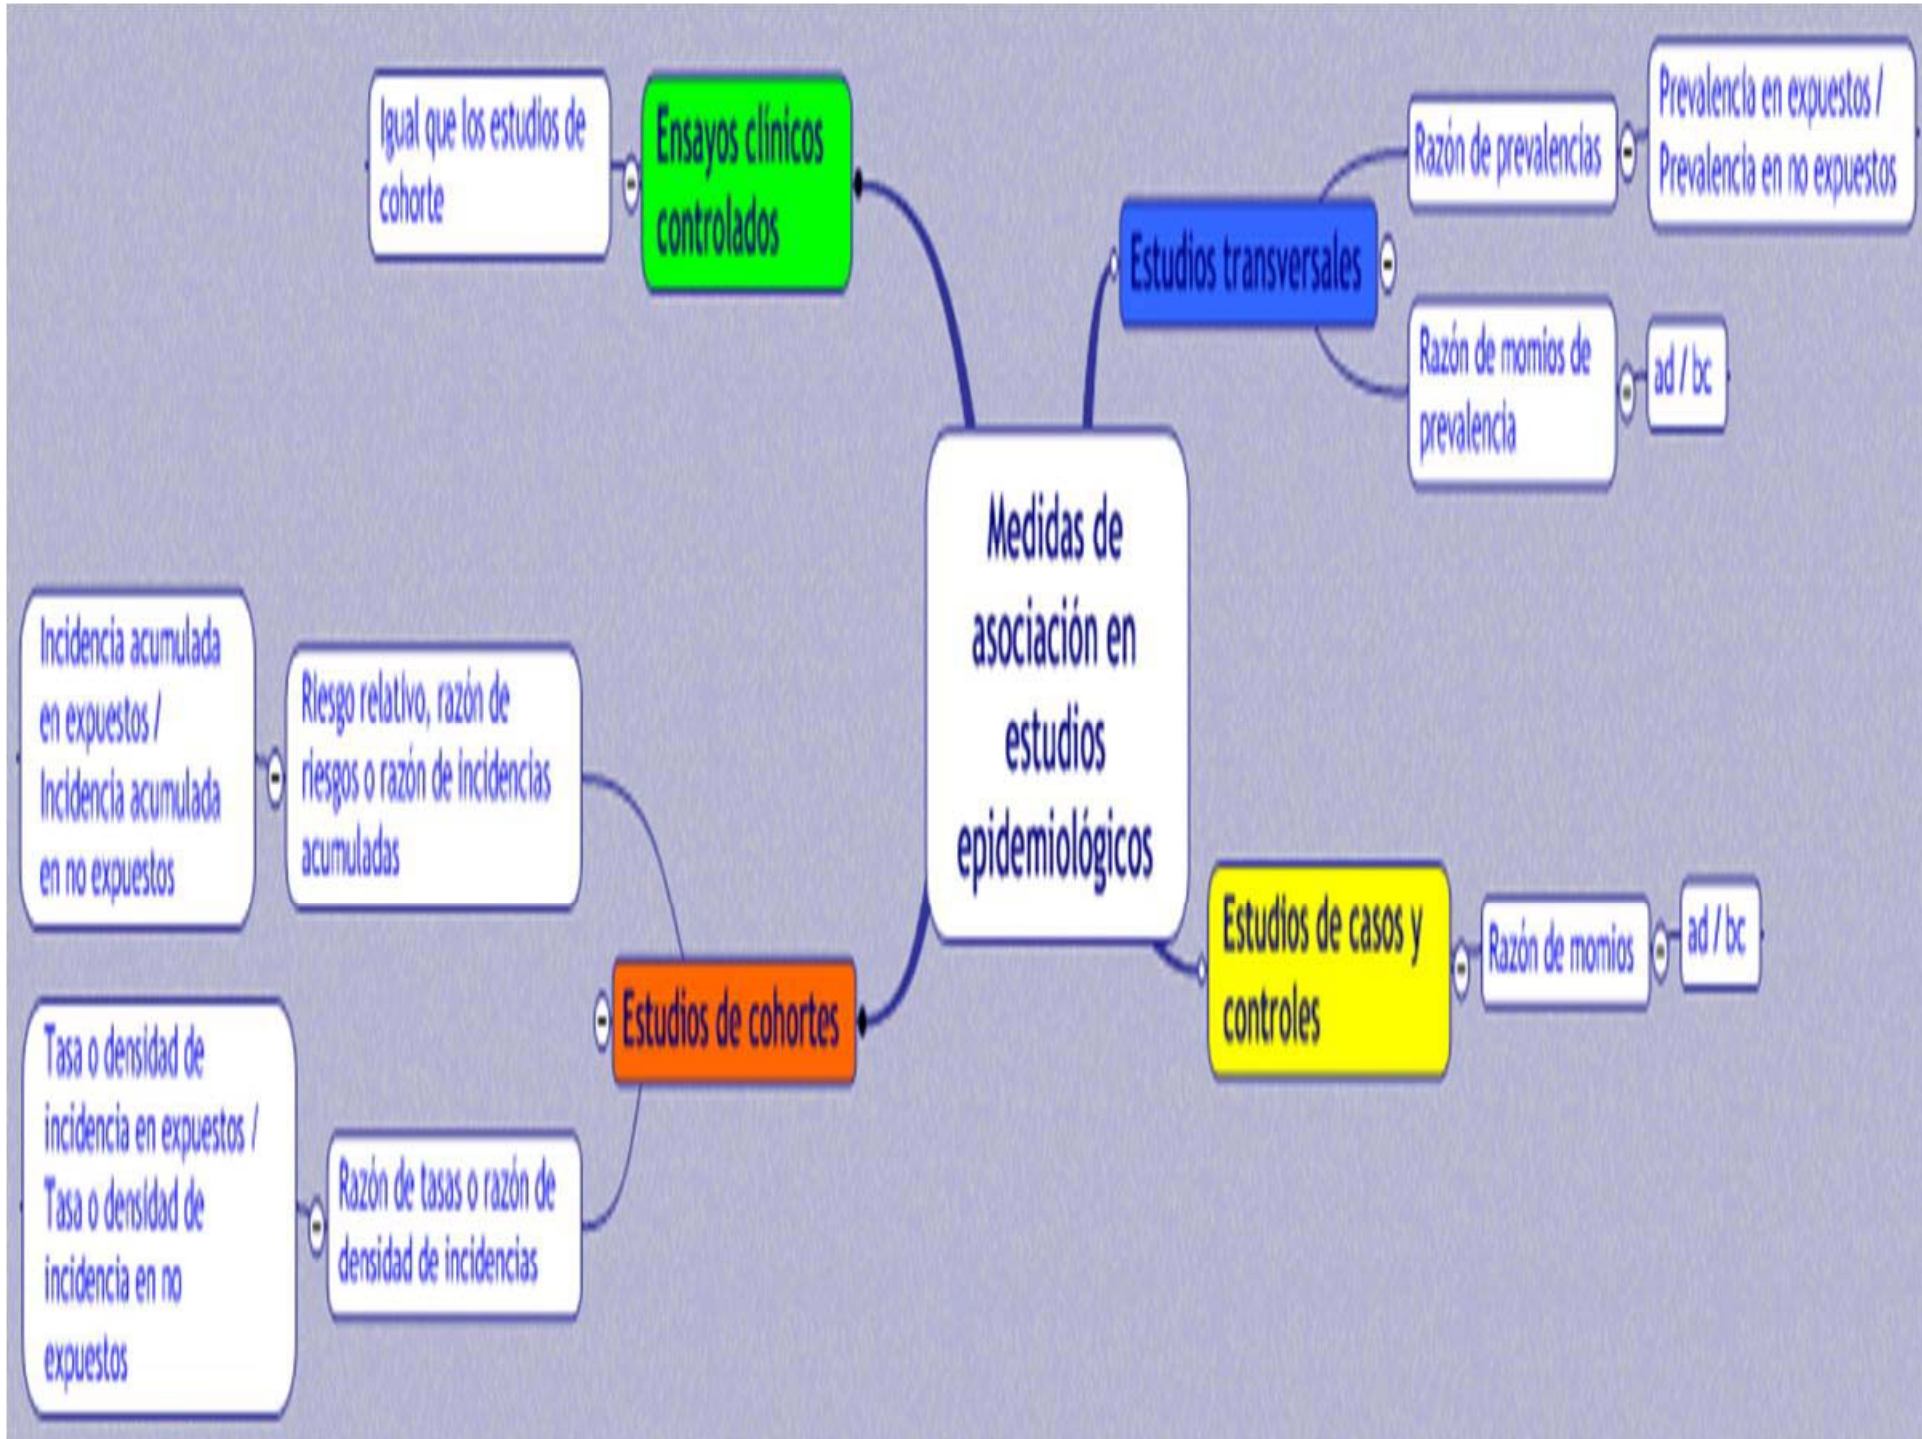 Medidas de
asociación en
estudios
epidemiológicos
Ensayos clínicos
controlados
Igual que los estudios de
cohorte
Estudios transversales
Razón de prevalencias
Prevalencia en expuestos /
Prevalencia en no expuestos
Razón de momios de
prevalencia
ad / bc
Estudios de casos y
controles
Razón de momios
ad / bc
Estudios de cohortes
Riesgo relativo, razón de
riesgos o razón de incidencias
acumuladas
Incidencia acumulada
en expuestos /
Incidencia acumulada
en no expuestos
Razón de tasas o razón de
densidad de incidencias
Tasa o densidad de
incidencia en expuestos /
Tasa o densidad de
incidencia en no
expuestos